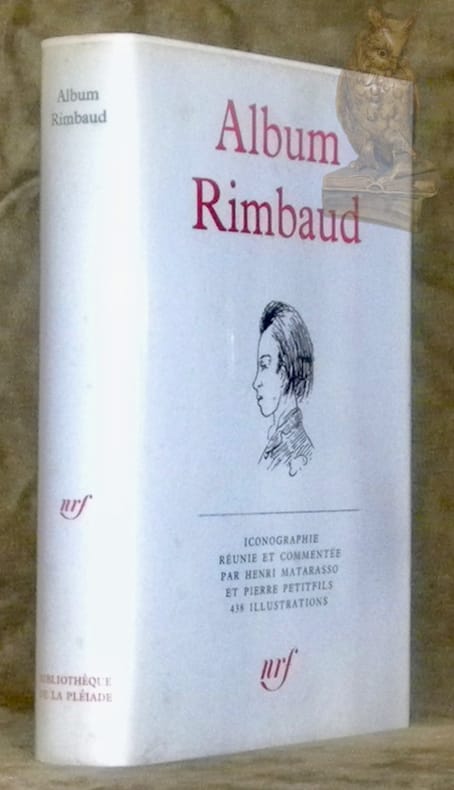 Album
Rimbaud
nrf
BIBLIOTHÈQUE
DE LA PLÉIADE
Album
Rimbaud
ICONOGRAPHIE
RÉUNIE ET COMMENTÉE
PAR HENRI MATARASSO
ET PIERRE PETITFILS
438 ILLUSTRATIONS
nrf